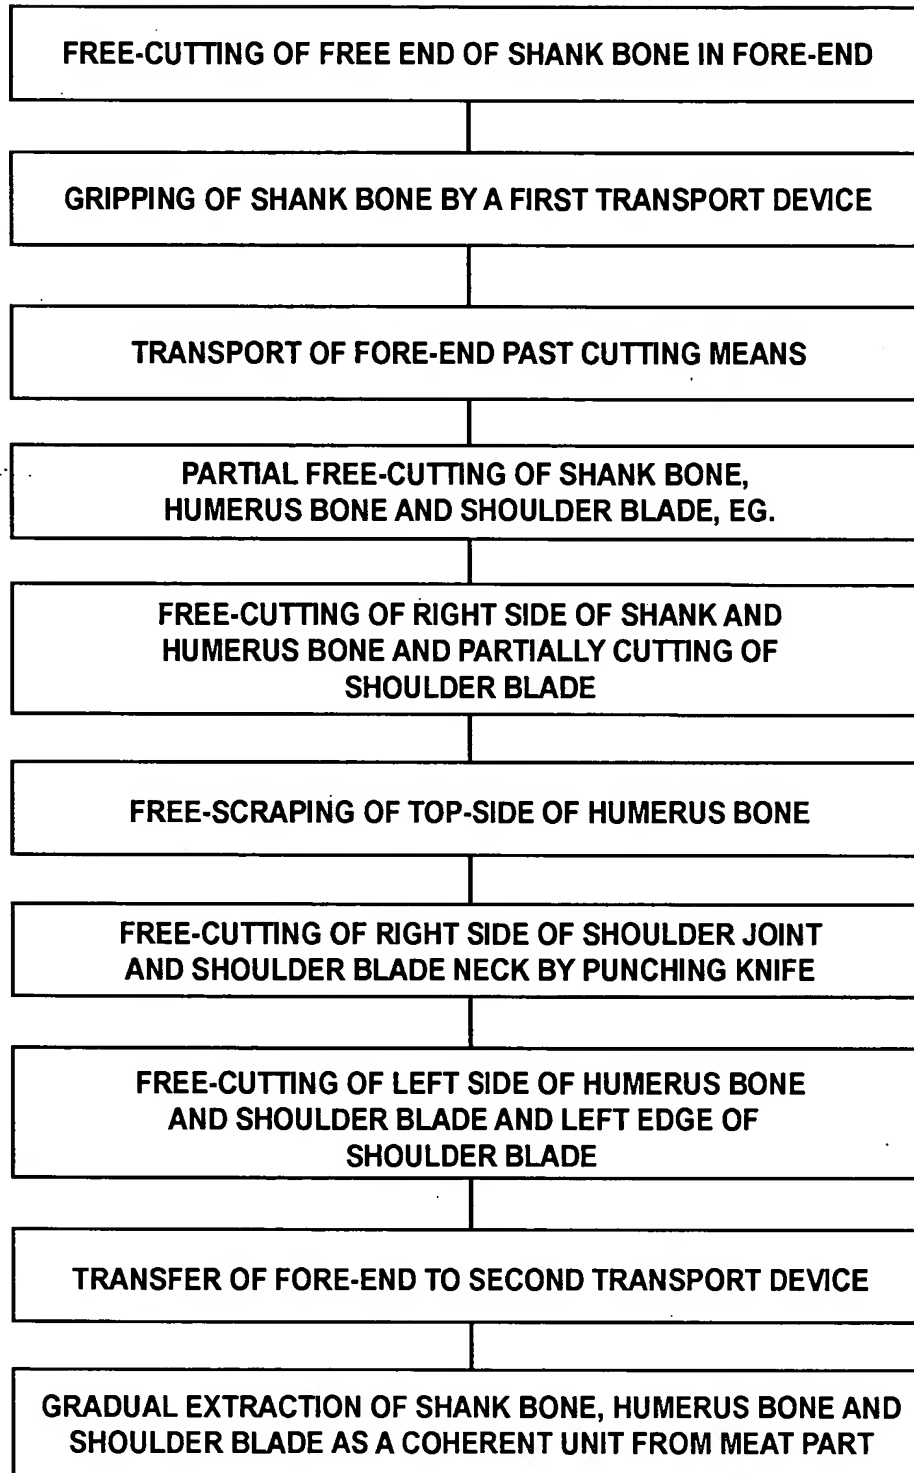 FREE-CUTTING OF FREE END OF SHANK BONE IN FORE-END
GRIPPING OF SHANK BONE BY A FIRST TRANSPORT DEVICE
TRANSPORT OF FORE-END PAST CUTTING MEANS
PARTIAL FREE-CUTTING OF SHANK BONE,
HUMERUS BONE AND SHOULDER BLADE, EG.
FREE-CUTTING OF RIGHT SIDE OF SHANK AND
HUMERUS BONE AND PARTIALLY CUTTING OF
SHOULDER BLADE
FREE-SCRAPING OF TOP-SIDE OF HUMERUS BONE
FREE-CUTTING OF RIGHT SIDE OF SHOULDER JOINT
AND SHOULDER BLADE NECK BY PUNCHING KNIFE
FREE-CUTTING OF LEFT SIDE OF HUMERUS BONE
AND SHOULDER BLADE AND LEFT EDGE OF
SHOULDER BLADE
TRANSFER OF FORE-END TO SECOND TRANSPORT DEVICE
GRADUAL EXTRACTION OF SHANK BONE, HUMERUS BONE AND
SHOULDER BLADE AS A COHERENT UNIT FROM MEAT PART